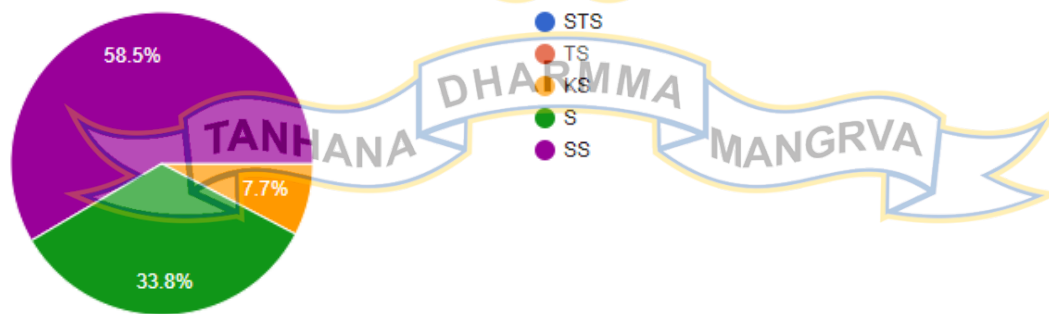 58.5%
7.7%
33.8%
STS
TS
KS
S
SS
TANHANA DHARMMA MANGRVA